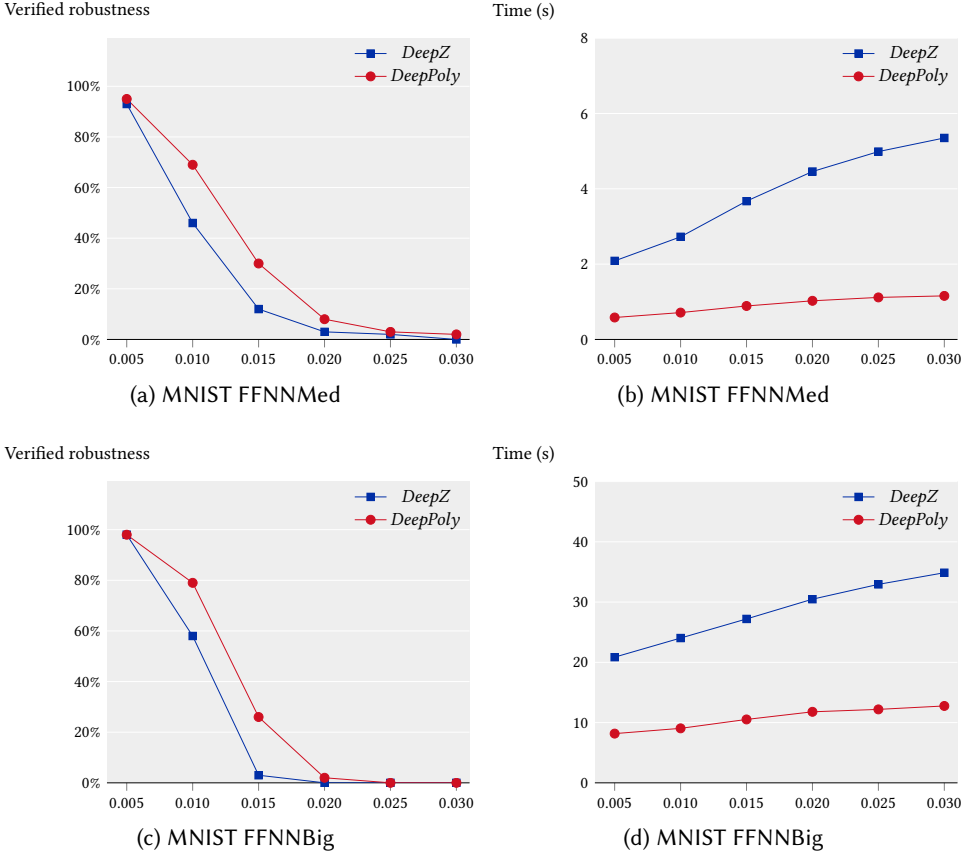 Verified robustness
DeepZ
DeepPoly
100%
80%
60%
40%
20%
0%
0.005 0.010 0.015 0.020 0.025 0.030
(a) MNIST FFNNMed
Time (s)
DeepZ
DeepPoly
8
6
4
2
0
0.005 0.010 0.015 0.020 0.025 0.030
(b) MNIST FFNNMed
Verified robustness
DeepZ
DeepPoly
100%
80%
60%
40%
20%
0%
0.005 0.010 0.015 0.020 0.025 0.030
(c) MNIST FFNNBig
Time (s)
50
DeepZ
DeepPoly
40
30
20
10
0
0.005 0.010 0.015 0.020 0.025 0.030
(d) MNIST FFNNBig